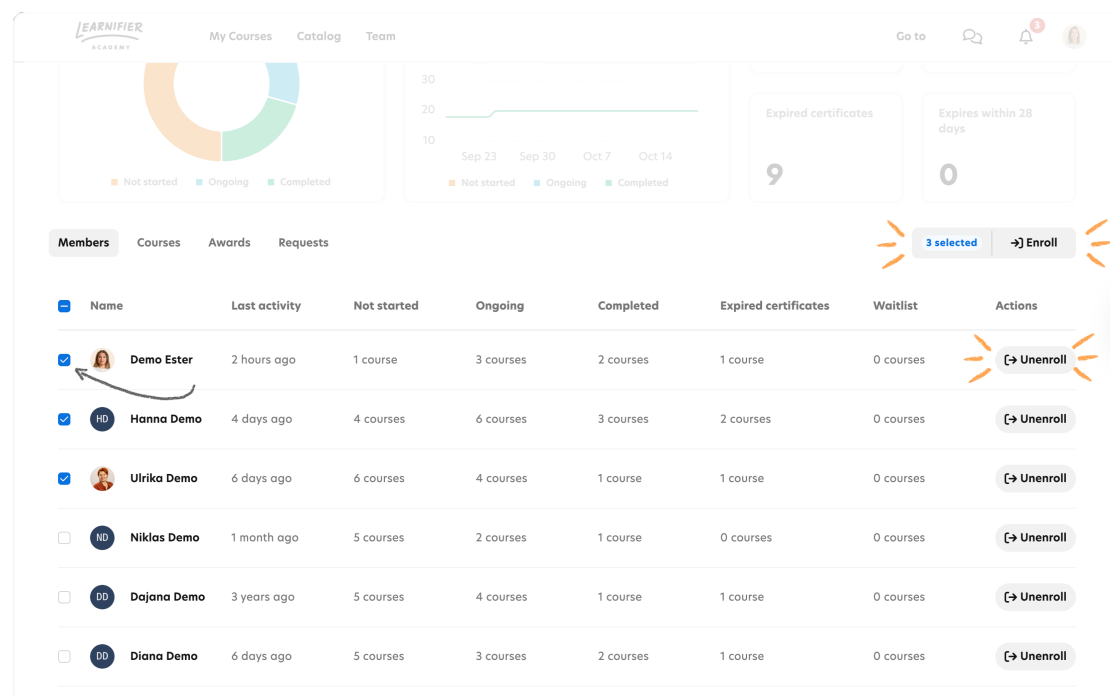 LEARNIFIER
ACADEMY
My Courses Catalog Team Go to 3
30
20
10
Sep 23 Sep 30 Oct 7 Oct 14
Not started Ongoing Completed
Not started Ongoing Completed
Expired certificates
9
Expires within 28
days
0
Members Courses Awards Requests 3 selected Enroll
Name Last activity Not started Ongoing Completed Expired certificates Waitlist Actions
Demo Ester 2 hours ago 1 course 3 courses 2 courses 1 course 0 courses Unenroll
HD Hanna Demo 4 days ago 4 courses 6 courses 3 courses 2 courses 0 courses Unenroll
Ulrika Demo 6 days ago 6 courses 4 courses 1 course 1 course 0 courses Unenroll
ND Niklas Demo 1 month ago 5 courses 2 courses 1 course 0 courses 0 courses Unenroll
DD Dajana Demo 3 years ago 5 courses 4 courses 1 course 1 course 0 courses Unenroll
DD Diana Demo 6 days ago 5 courses 3 courses 2 courses 1 course 0 courses Unenroll